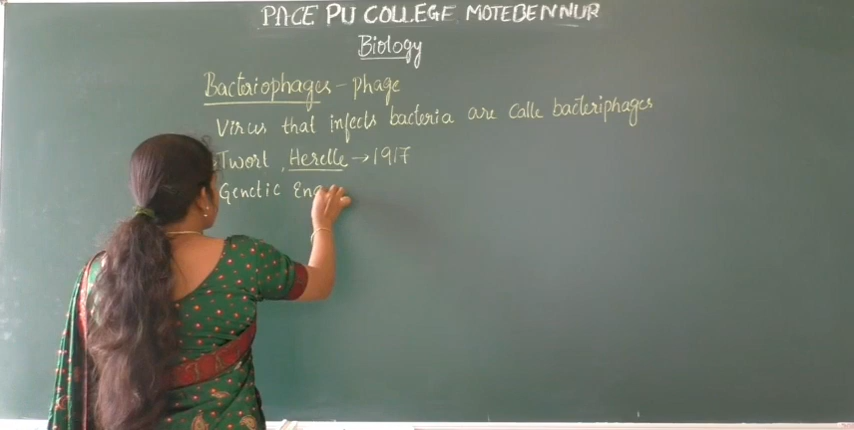 PACE PU COLLEGE MOTEBENNUR
Biology
Bacteriophages - phage
Virus that infects bacteria are calle bacteriphages
Twort, Herelle → 1917
Genetic Eng